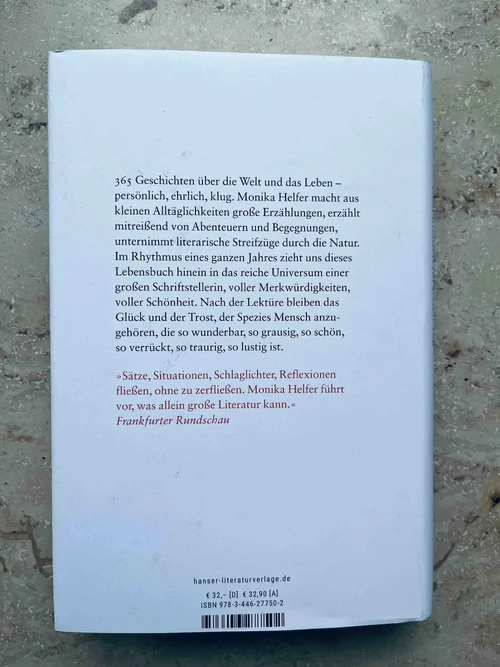 365 Geschichten über die Welt und das Leben –
persönlich, ehrlich, klug. Monika Helfer macht aus
kleinen Alltäglichkeiten große Erzählungen, erzählt
mitreißend von Abenteuern und Begegnungen,
unternimmt literarische Streifzüge durch die Natur.
Im Rhythmus eines ganzen Jahres zieht uns dieses
Lebensbuch hinein in das reiche Universum einer
großen Schriftstellerin, voller Merkwürdigkeiten,
voller Schönheit. Nach der Lektüre bleiben das
Glück und der Trost, der Spezies Mensch anzu-
gehören, die so wunderbar, so grausig, so schön,
so verrückt, so traurig, so lustig ist.
»Sätze, Situationen, Schlaglichter, Reflexionen
fließen, ohne zu zerfließen. Monika Helfer führt
vor, was allein große Literatur kann.«
Frankfurter Rundschau
hanser-literaturverlage.de
€ 32,– [D] € 32,90 [A]
ISBN 978-3-446-27750-2